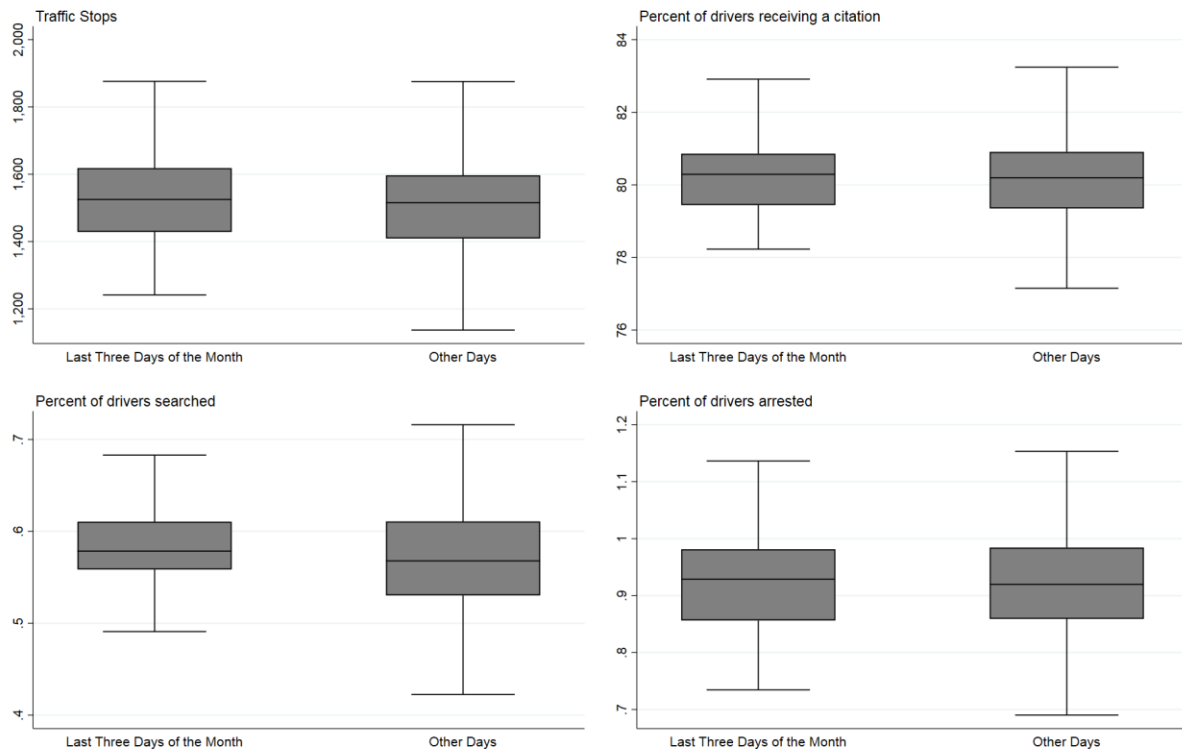 Traffic Stops
2,000
1,800
1,600
1,400
1,200
Last Three Days of the Month Other Days
Percent of drivers receiving a citation
84
82
80
78
76
Last Three Days of the Month Other Days
Percent of drivers searched
.7
.6
.5
.4
Last Three Days of the Month Other Days
Percent of drivers arrested
1.2
1.1
1
.9
.8
.7
Last Three Days of the Month Other Days